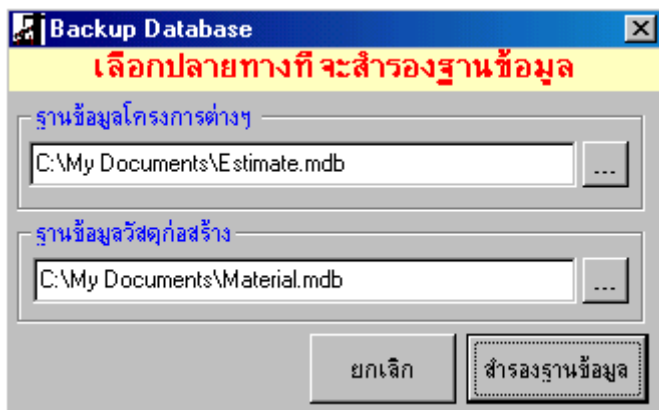 Backup Database
เลือกปลายทางที่จะสำรองฐานข้อมูล
ฐานข้อมูลโครงการต่างๆ
C:\My Documents\Estimate.mdb
...
ฐานข้อมูลวัสดุก่อสร้าง
C:\My Documents\Material.mdb
...
ยกเลิก
สำรองฐานข้อมูล